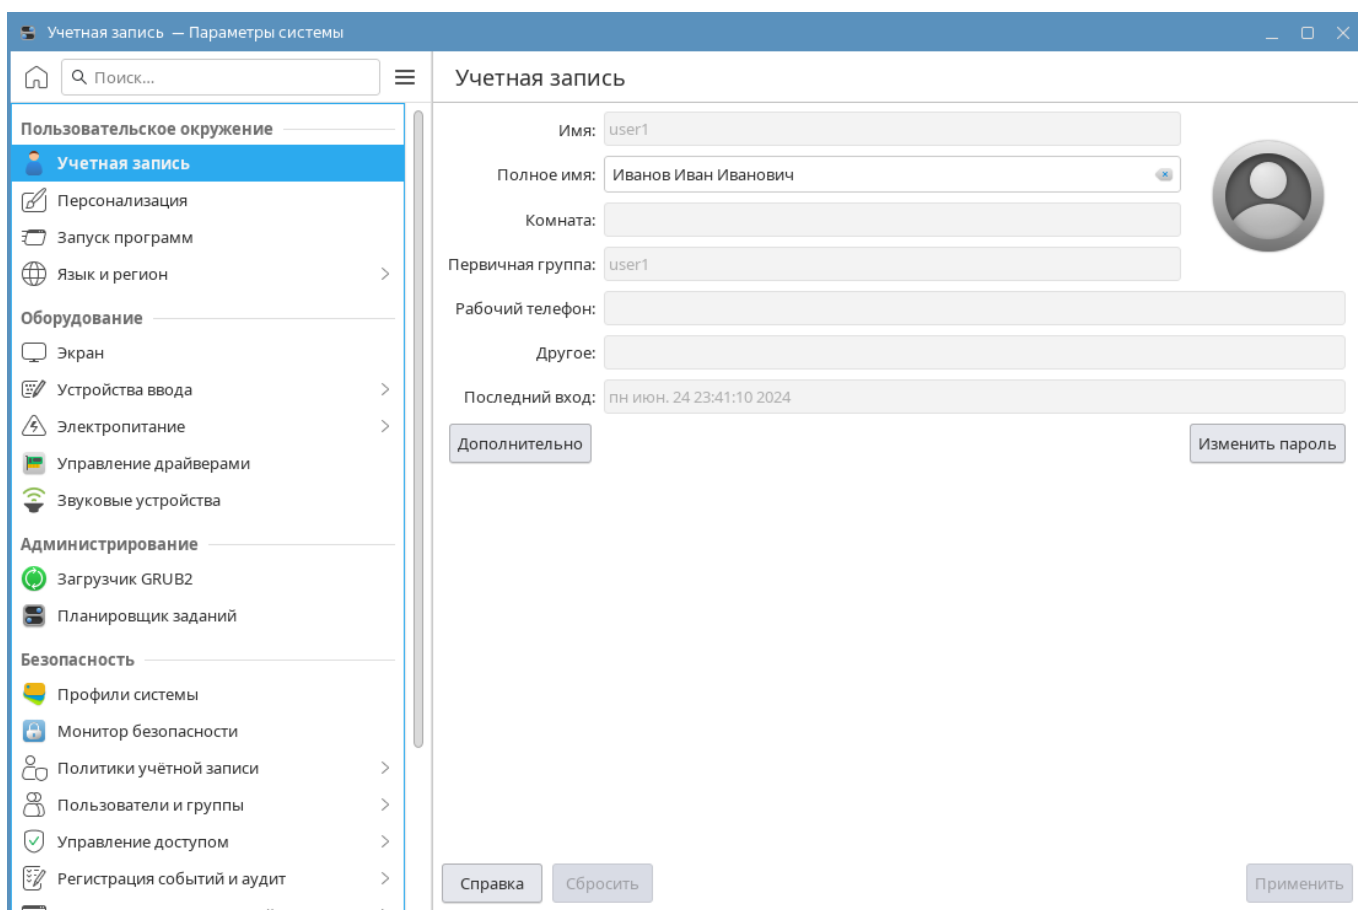 Учетная запись — Параметры системы
Поиск...
Пользовательское окружение
Учетная запись
Персонализация
Запуск программ
Язык и регион
Оборудование
Экран
Устройства ввода
Электропитание
Управление драйверами
Звуковые устройства
Администрирование
Загрузчик GRUB2
Планировщик заданий
Безопасность
Профили системы
Монитор безопасности
Политики учётной записи
Пользователи и группы
Управление доступом
Регистрация событий и аудит
Учетная запись
Имя: user1
Полное имя: Иванов Иван Иванович
Комната:
Первичная группа: user1
Рабочий телефон:
Другое:
Последний вход: пн июн. 24 23:41:10 2024
Дополнительно Изменить пароль
Справка Сбросить Применить